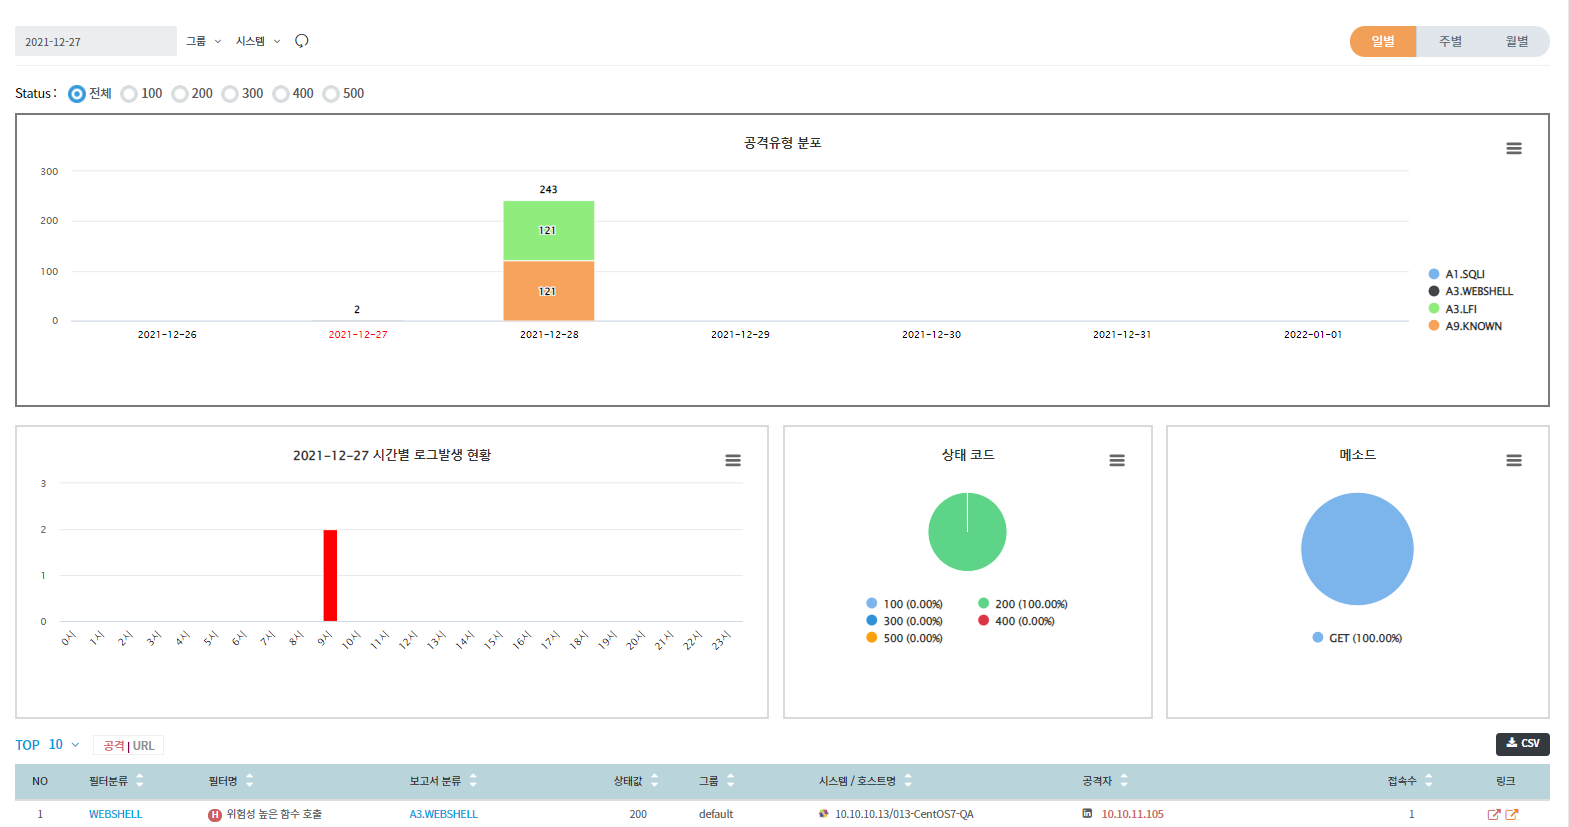 2021-12-27 그룹 시스템 일별 주별 월별
Status : 전체 100 200 300 400 500
공격유형 분포
300
200
100
0
243
121
121
2
2021-12-26 2021-12-27 2021-12-28 2021-12-29 2021-12-30 2021-12-31 2022-01-01
A1.SQLI
A3.WEBSHELL
A3.LFI
A9.KNOWN
2021-12-27 시간별 로그발생 현황
3
2
1
0
0시 1시 2시 3시 4시 5시 6시 7시 8시 9시 10시 11시 12시 13시 14시 15시 16시 17시 18시 19시 20시 21시 22시 23시
상태 코드
100 (0.00%) 200 (100.00%)
300 (0.00%) 400 (0.00%)
500 (0.00%)
메소드
GET (100.00%)
TOP 10 공격 | URL CSV
NO 필터분류 필터명 보고서 분류 상태값 그룹 시스템 / 호스트명 공격자 접속수 링크
1 WEBSHELL H 위험성 높은 함수 호출 A3.WEBSHELL 200 default 10.10.10.13/013-CentOS7-QA 10.10.11.105 1